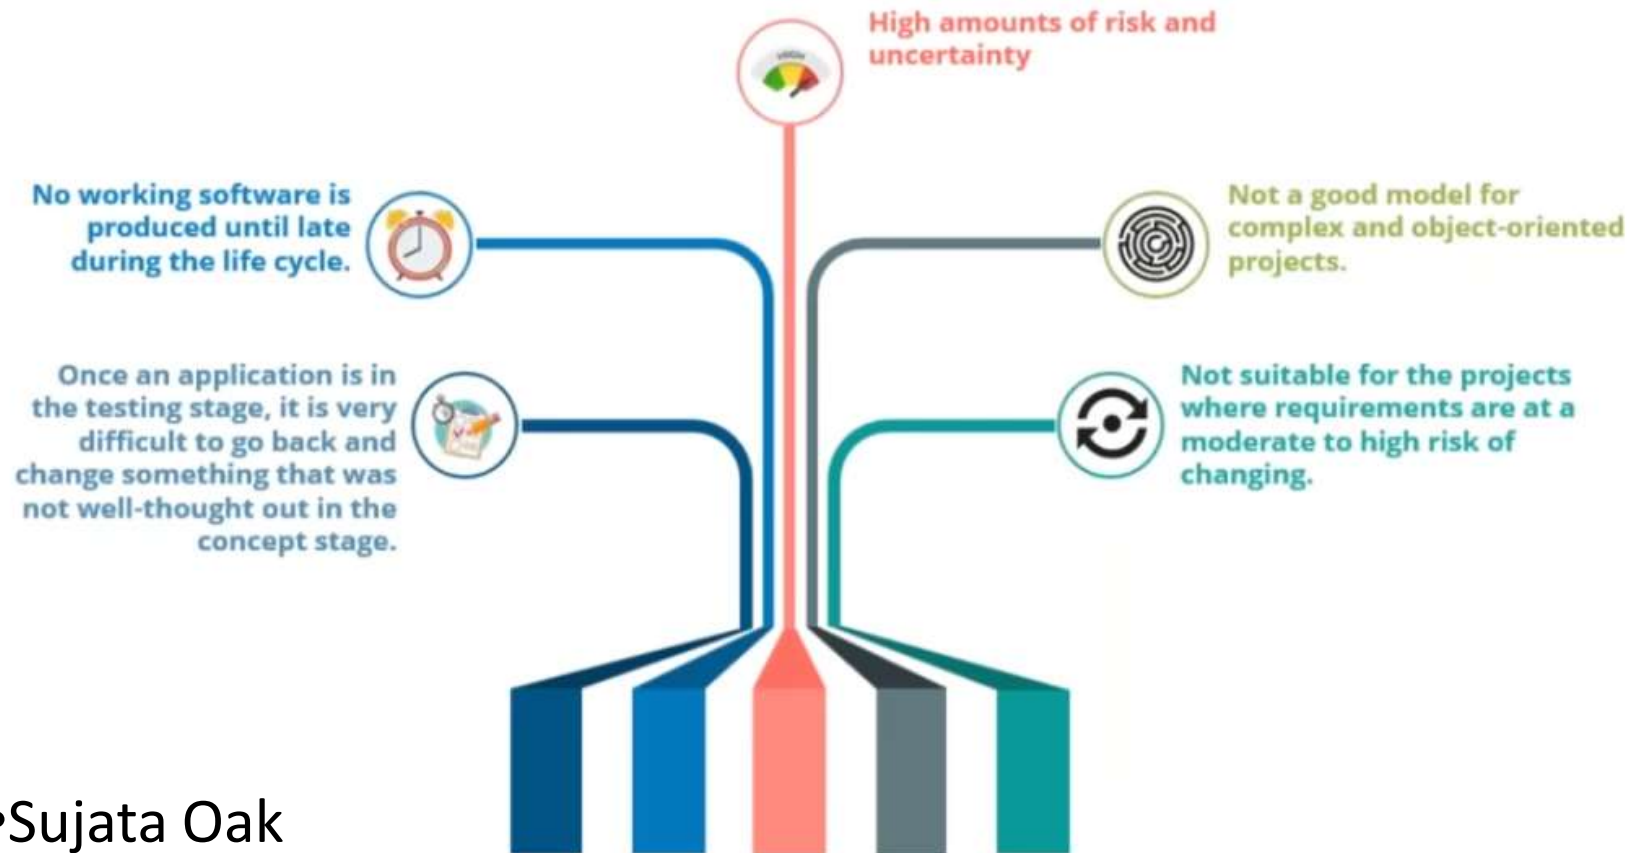 High amounts of risk and
uncertainty
HIGH
No working software is
produced until late
during the life cycle.
Not a good model for
complex and object-oriented
projects.
Once an application is in
the testing stage, it is very
difficult to go back and
change something that was
not well-thought out in the
concept stage.
Not suitable for the projects
where requirements are at a
moderate to high risk of
changing.
•Sujata Oak